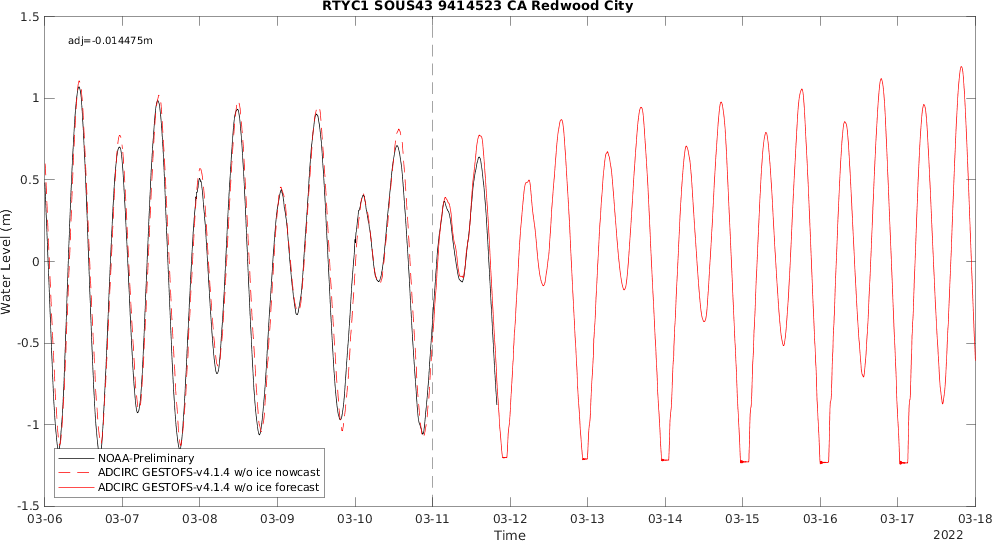 RTYC1 SOUS43 9414523 CA Redwood City
adj=-0.014475m
1.5
1
0.5
0
-0.5
-1
-1.5
Water Level (m)
NOAA-Preliminary
ADCIRC GESTOFS-v4.1.4 w/o ice nowcast
ADCIRC GESTOFS-v4.1.4 w/o ice forecast
03-06 03-07 03-08 03-09 03-10 03-11 03-12 03-13 03-14 03-15 03-16 03-17 03-18
Time
2022